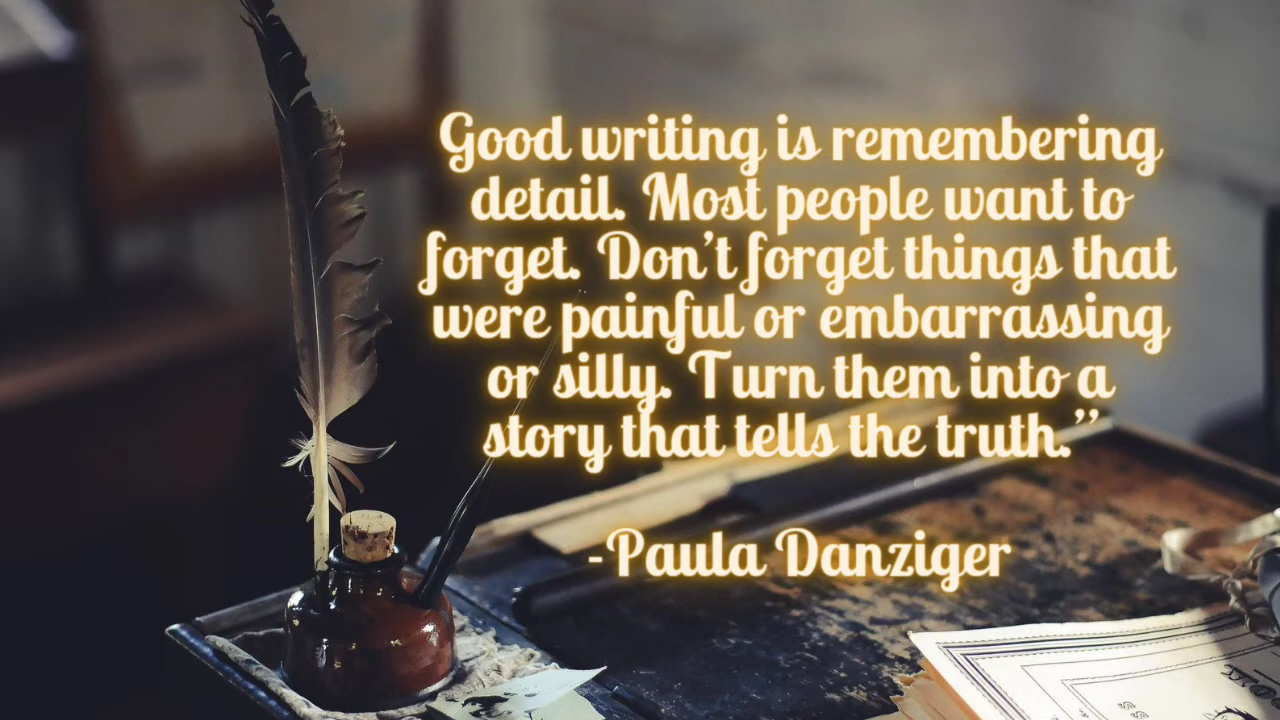 Good writing is remembering
detail. Most people want to
forget. Don’t forget things that
were painful or embarrassing
or silly. Turn them into a
story that tells the truth.”
-Paula Danziger